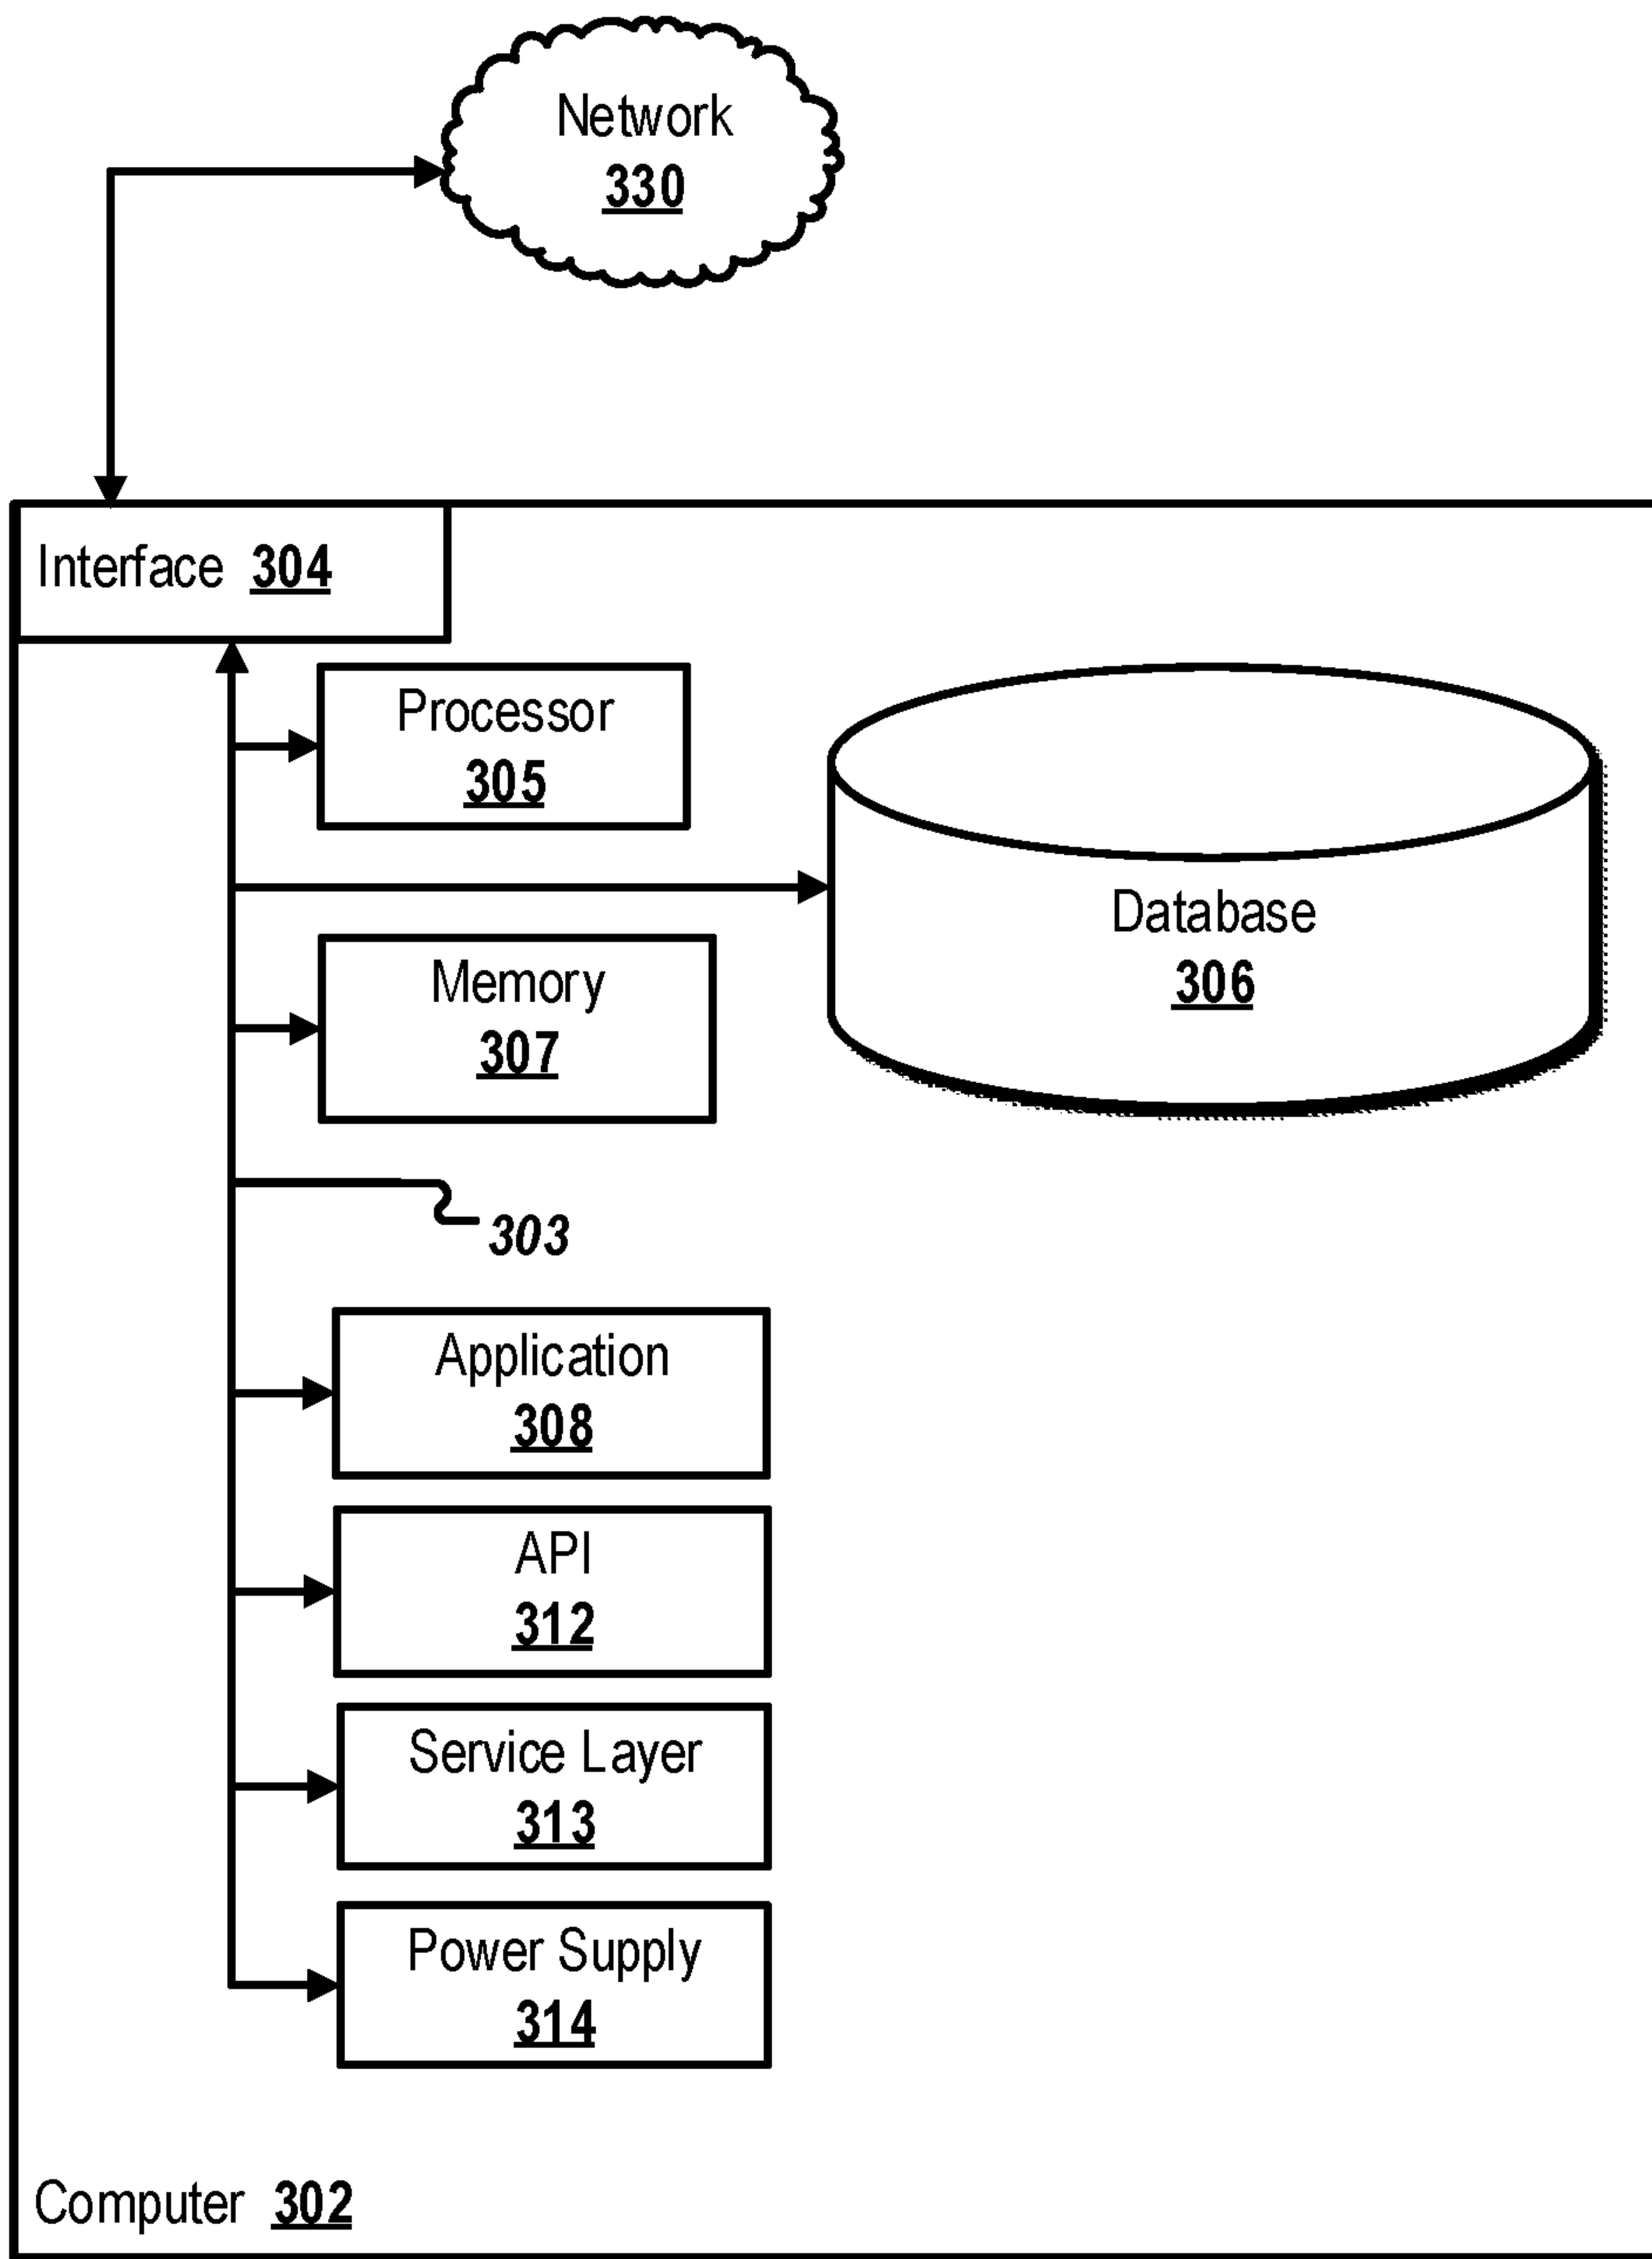 Network
330
Interface 304
Processor
305
Database
306
Memory
307
303
Application
308
API
312
Service Layer
313
Power Supply
314
Computer 302